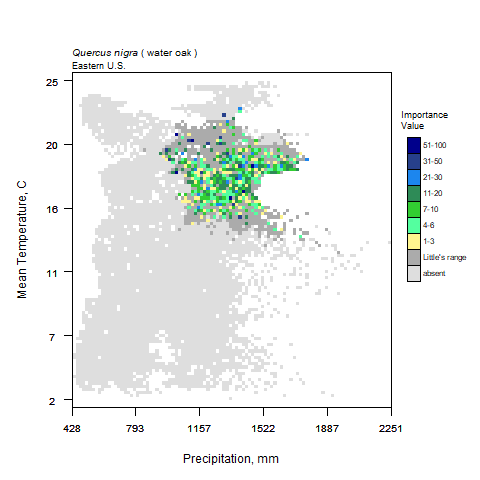 Quercus nigra ( water oak )
Eastern U.S.
Importance
Value
51-100
31-50
21-30
11-20
7-10
4-6
1-3
Little's range
absent
25
20
16
11
7
2
Mean Temperature, C
428 793 1157 1522 1887 2251
Precipitation, mm